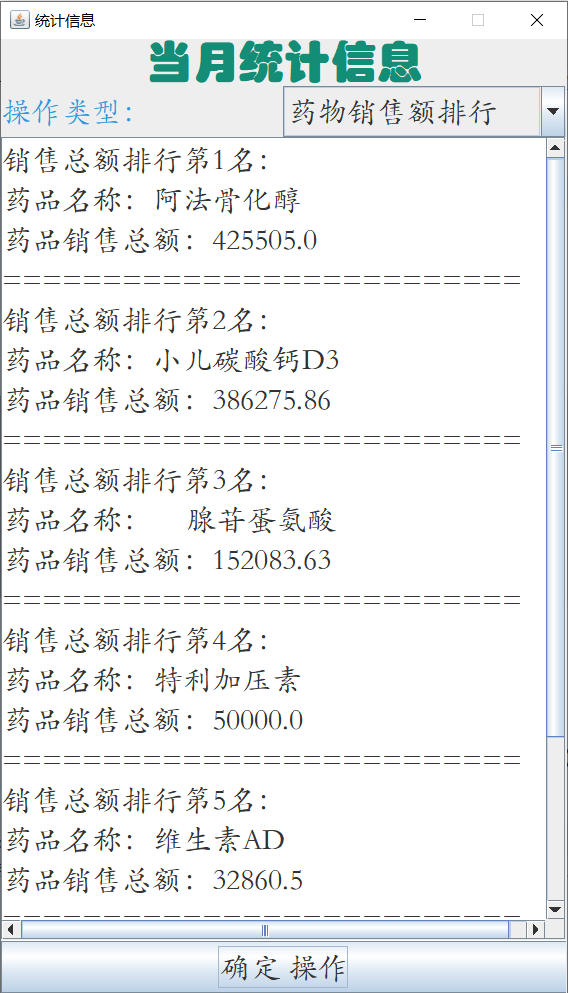 统计信息
当月统计信息
操作类型：
药物销售额排行
销售总额排行第1名：
药品名称：阿法骨化醇
药品销售总额：425505.0
==========================
销售总额排行第2名：
药品名称：小儿碳酸钙D3
药品销售总额：386275.86
==========================
销售总额排行第3名：
药品名称： 腺苷蛋氨酸
药品销售总额：152083.63
==========================
销售总额排行第4名：
药品名称：特利加压素
药品销售总额：50000.0
==========================
销售总额排行第5名：
药品名称：维生素AD
药品销售总额：32860.5
==========================
确定 操作